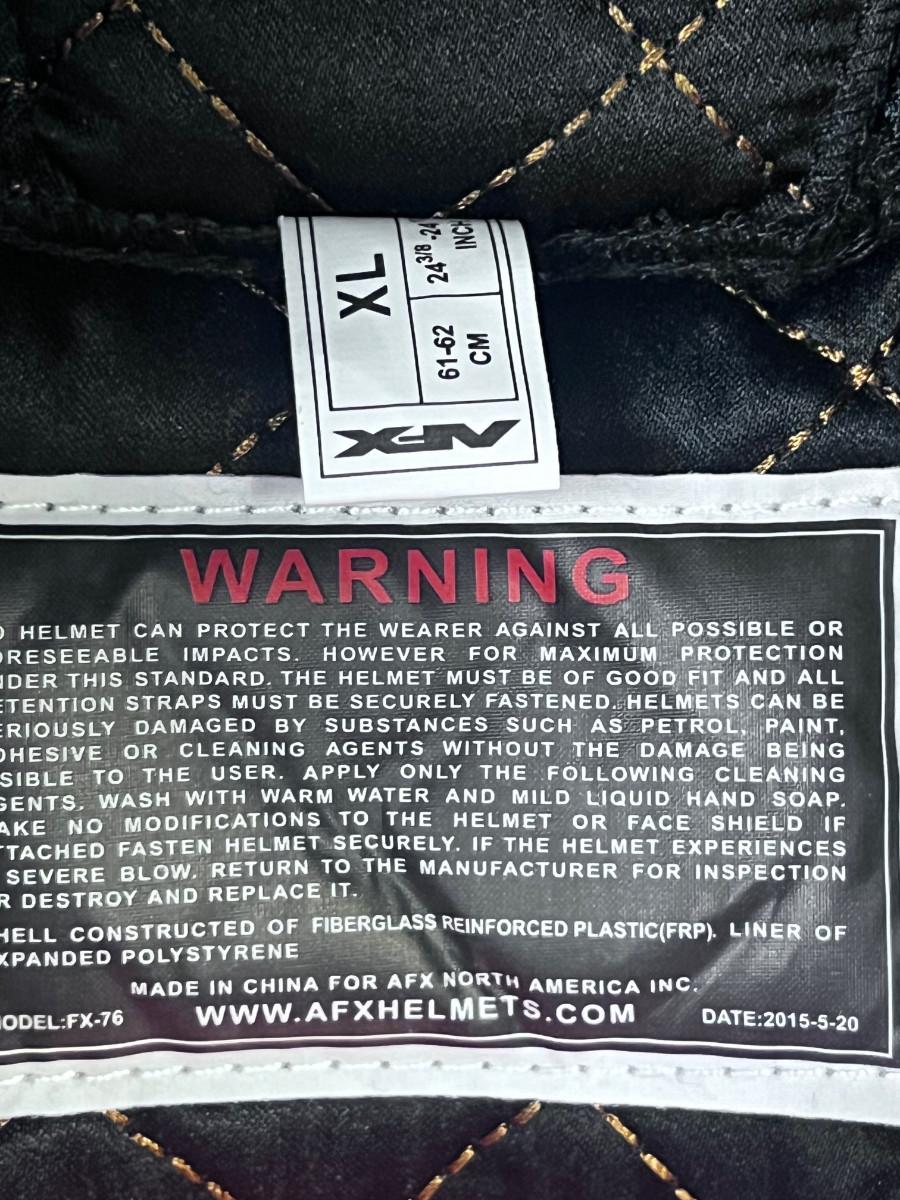 XL
24 3/8 -24
INCH
61-62
CM
AFX
WARNING
HELMET CAN PROTECT THE WEARER AGAINST ALL POSSIBLE OR
ORESEEABLE IMPACTS. HOWEVER FOR MAXIMUM PROTECTION
NDER THIS STANDARD. THE HELMET MUST BE OF GOOD FIT AND ALL
ETENTION STRAPS MUST BE SECURELY FASTENED. HELMETS CAN BE
ERIOUSLY DAMAGED BY SUBSTANCES SUCH AS PETROL, PAINT,
DHESIVE OR CLEANING AGENTS WITHOUT THE DAMAGE BEING
SIBLE TO THE USER. APPLY ONLY THE FOLLOWING CLEANING
GENTS. WASH WITH WARM WATER AND MILD LIQUID HAND SOAP.
AKE NO MODIFICATIONS TO THE HELMET OR FACE SHIELD IF
TTACHED FASTEN HELMET SECURELY. IF THE HELMET EXPERIENCES
SEVERE BLOW. RETURN TO THE MANUFACTURER FOR INSPECTION
R DESTROY AND REPLACE IT.
HELL CONSTRUCTED OF FIBERGLASS REINFORCED PLASTIC(FRP). LINER OF
XPANDED POLYSTYRENE
MADE IN CHINA FOR AFX NORTH AMERICA INC.
ODEL:FX-76 WWW.AFXHELMETS.COM DATE:2015-5-20